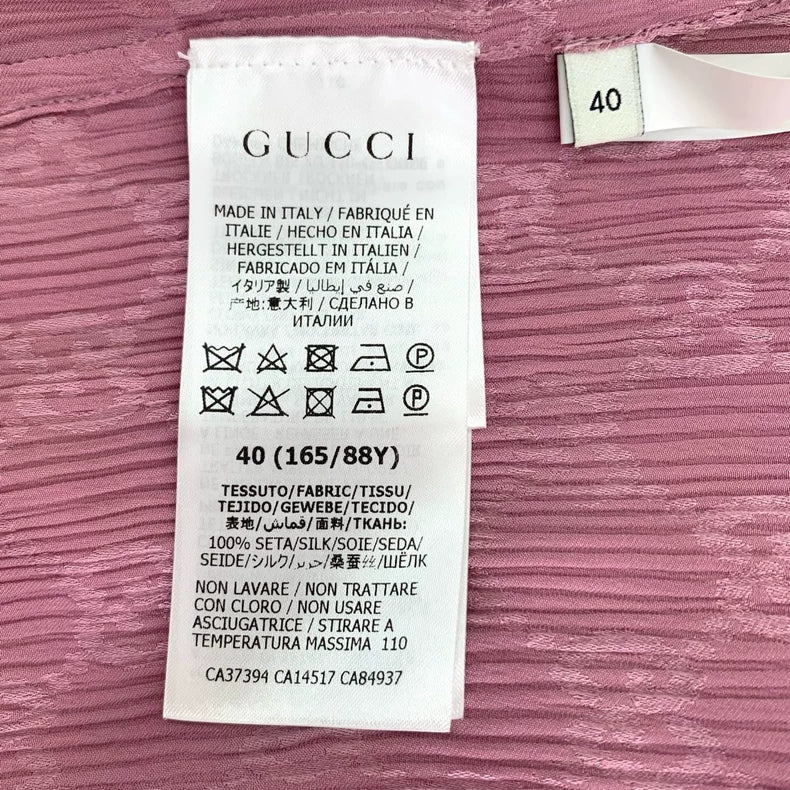 GUCCI
40
MADE IN ITALY / FABRIQUÉ EN
ITALIE / HECHO EN ITALIA /
HERGESTELLT IN ITALIEN /
FABRICADO EM ITÁLIA /
イタリア製 / صنع في إيطاليا /
产地:意大利 / СДЕЛАНО В
ИТАЛИИ
P
P
40 (165/88Y)
TESSUTO/FABRIC/TISSU/
TEJIDO/GEWEBE/TECIDO/
表地/قماش/面料/ТКАНЬ:
100% SETA/SILK/SOIE/SEDA/
SEIDE/シルク/حرير/桑蚕丝/ШЁЛК
NON LAVARE / NON TRATTARE
CON CLORO / NON USARE
ASCIUGATRICE / STIRARE A
TEMPERATURA MASSIMA 110
CA37394 CA14517 CA84937